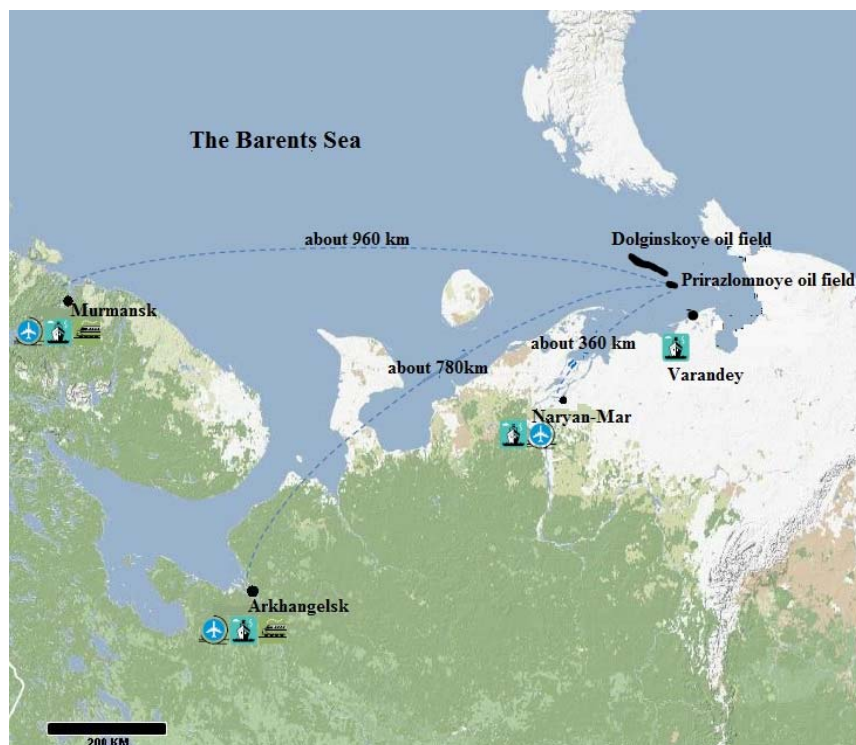 The Barents Sea
about 960 km
Dolginskoye oil field
Prirazlomnoye oil field
Murmansk
about 360 km
about 780km
Varandey
Naryan-Mar
Arkhangelsk
200 KM